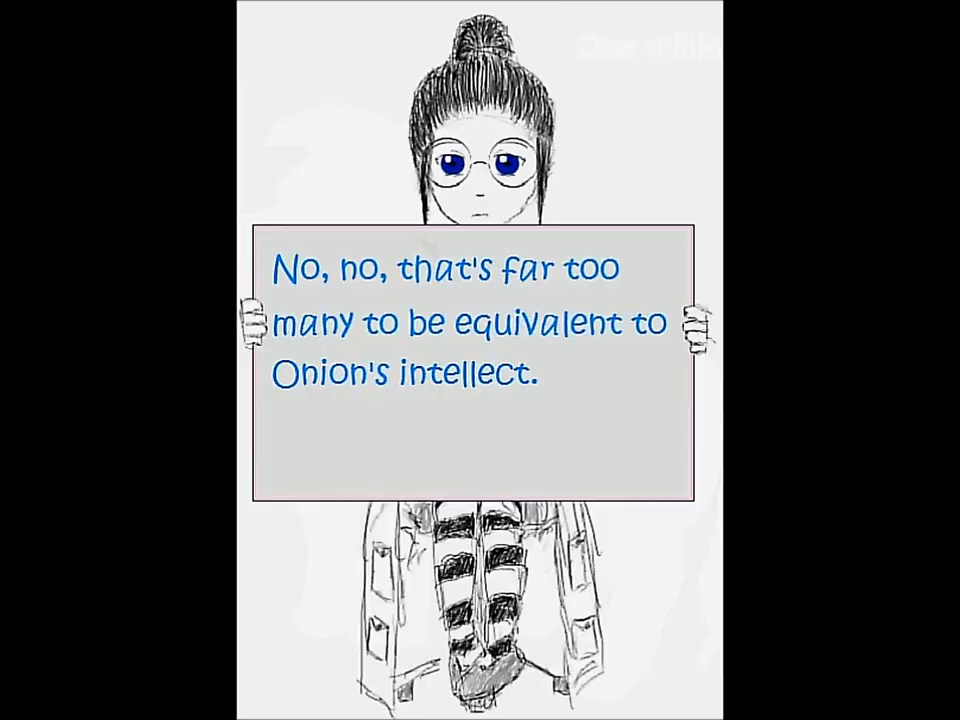 No, no, that's far too
many to be equivalent to
Onion's intellect.